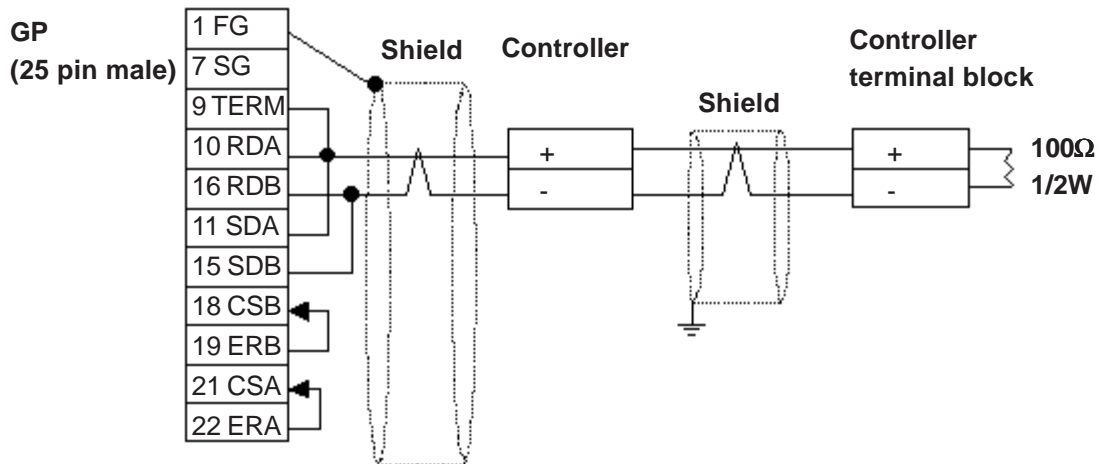 GP
(25 pin male)
1 FG
7 SG
9 TERM
10 RDA
16 RDB
11 SDA
15 SDB
18 CSB
19 ERB
21 CSA
22 ERA
Shield
Controller
+
-
Shield
Controller
terminal block
+
-
100Ω
1/2W